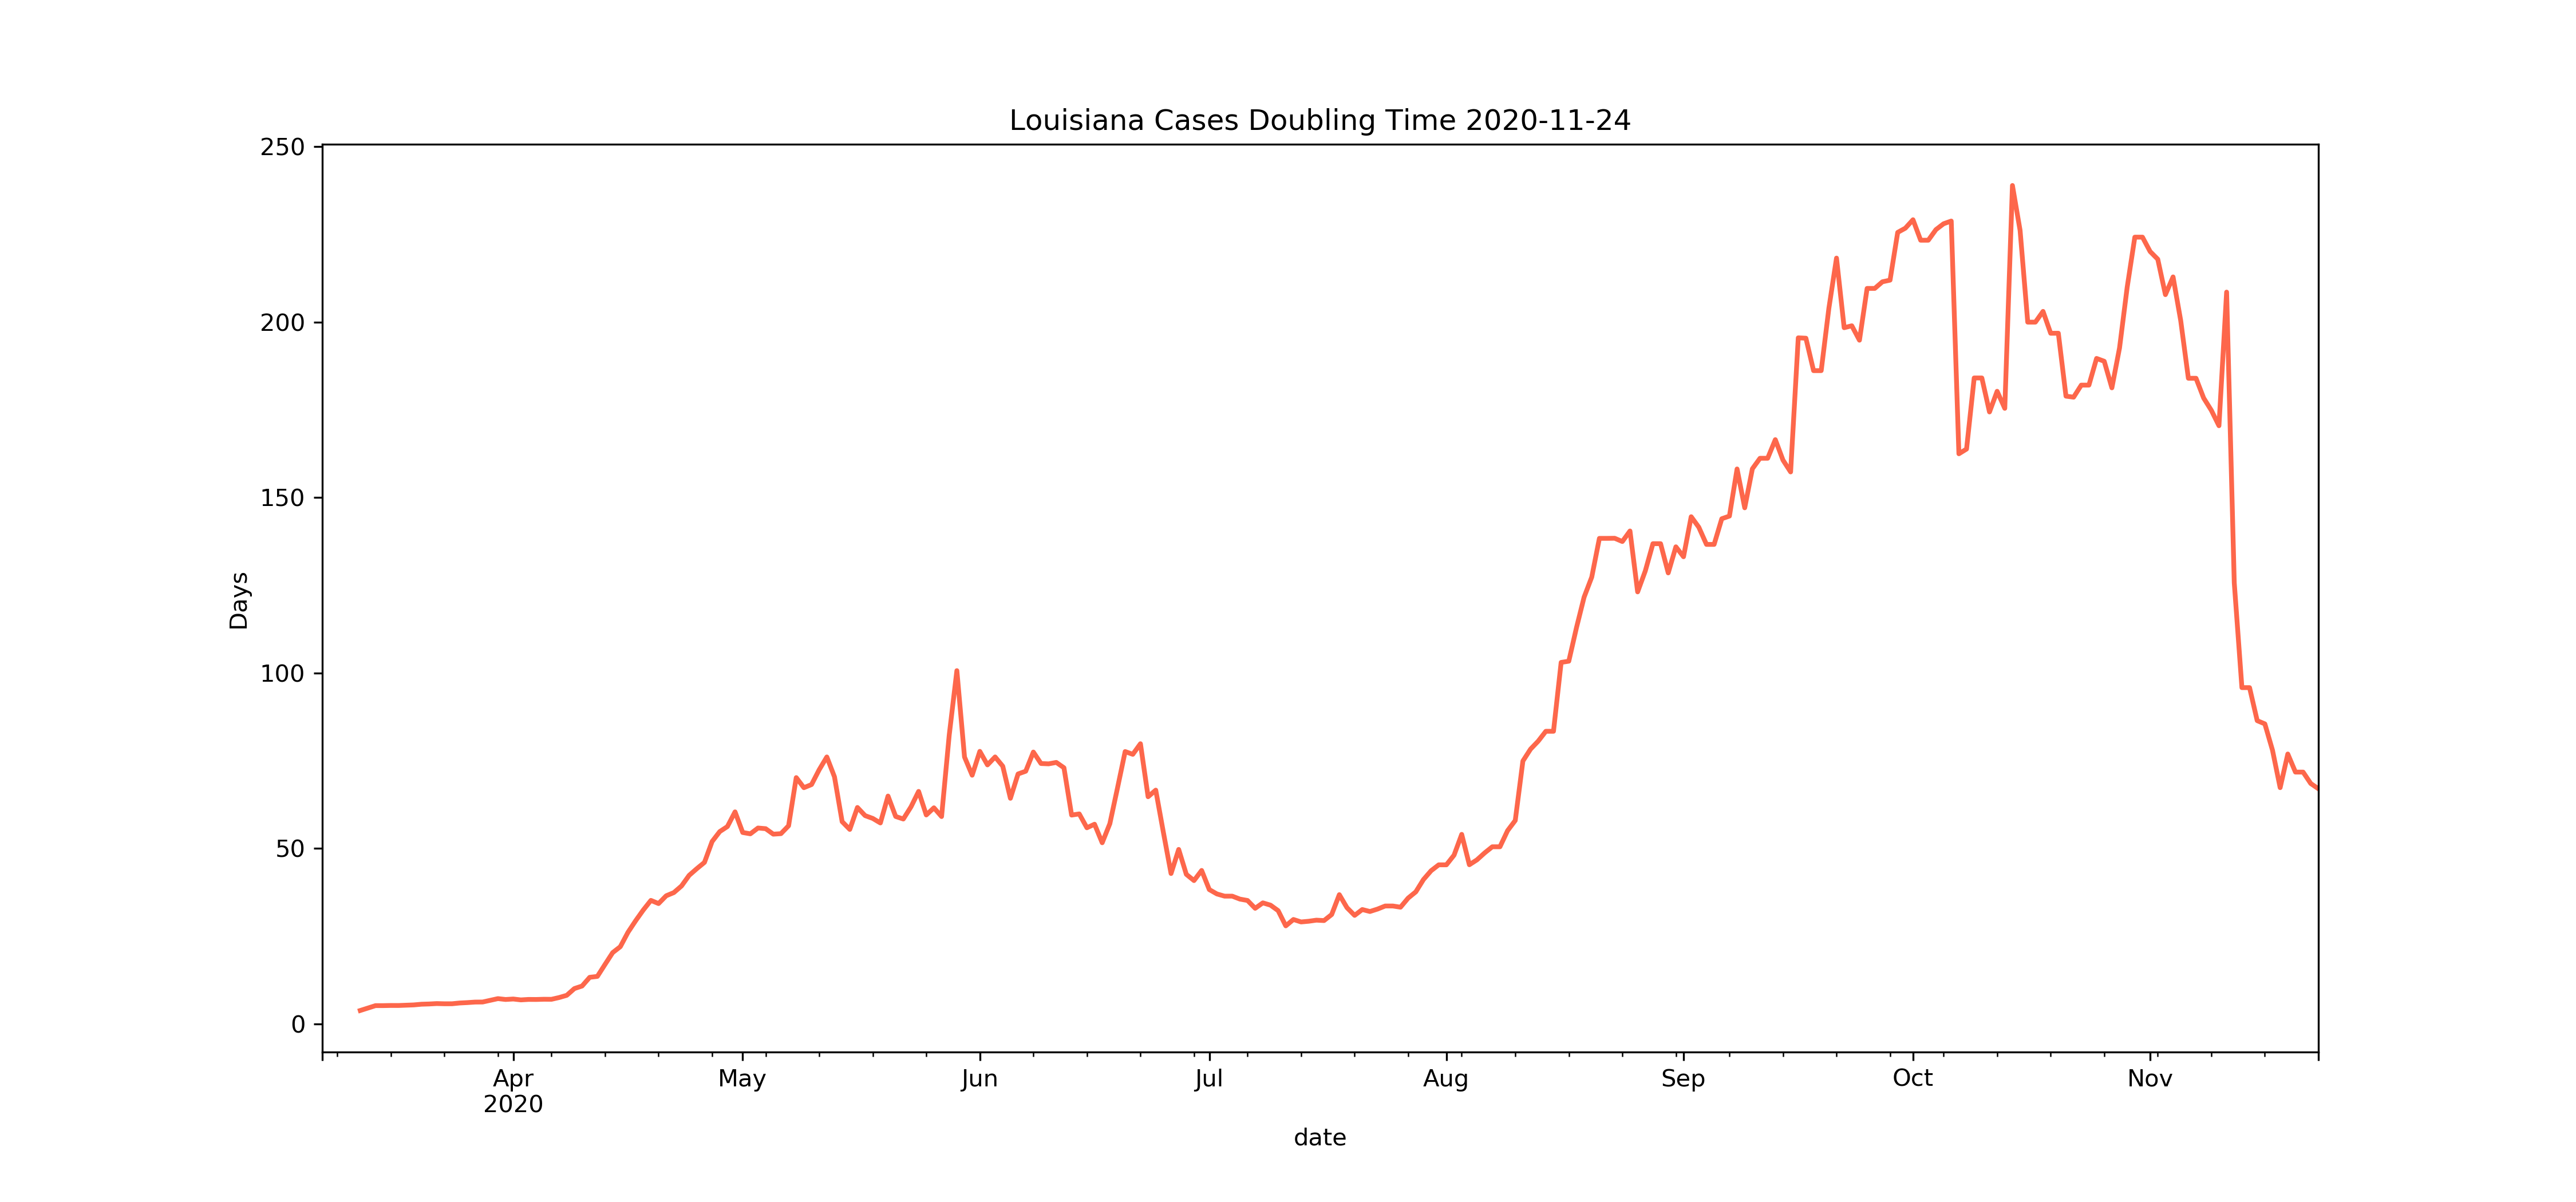 Louisiana Cases Doubling Time 2020-11-24
250
200
150
100
50
0
Days
Apr May Jun Jul Aug Sep Oct Nov
2020
date